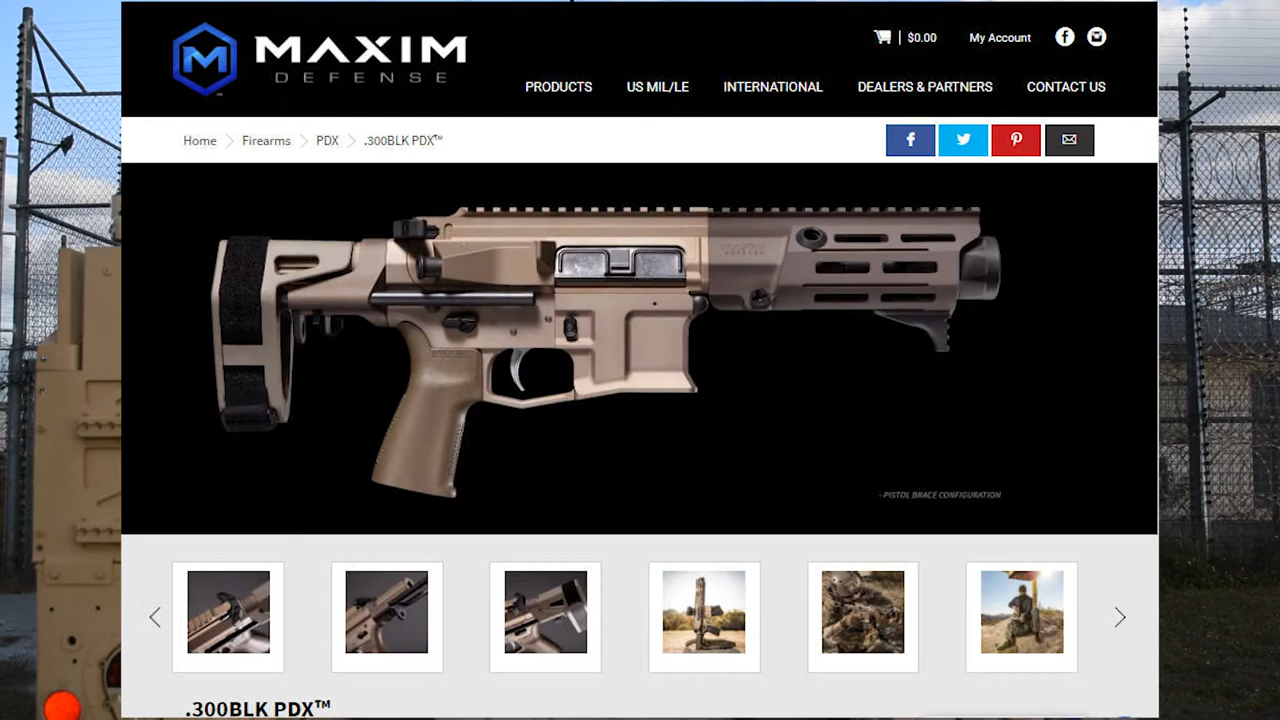 MAXIM
DEFENSE
$0.00
My Account
PRODUCTS
US MIL/LE
INTERNATIONAL
DEALERS & PARTNERS
CONTACT US
Home
Firearms
PDX
.300BLK PDX™
MAXIM
- PISTOL BRACE CONFIGURATION
.300BLK PDX™